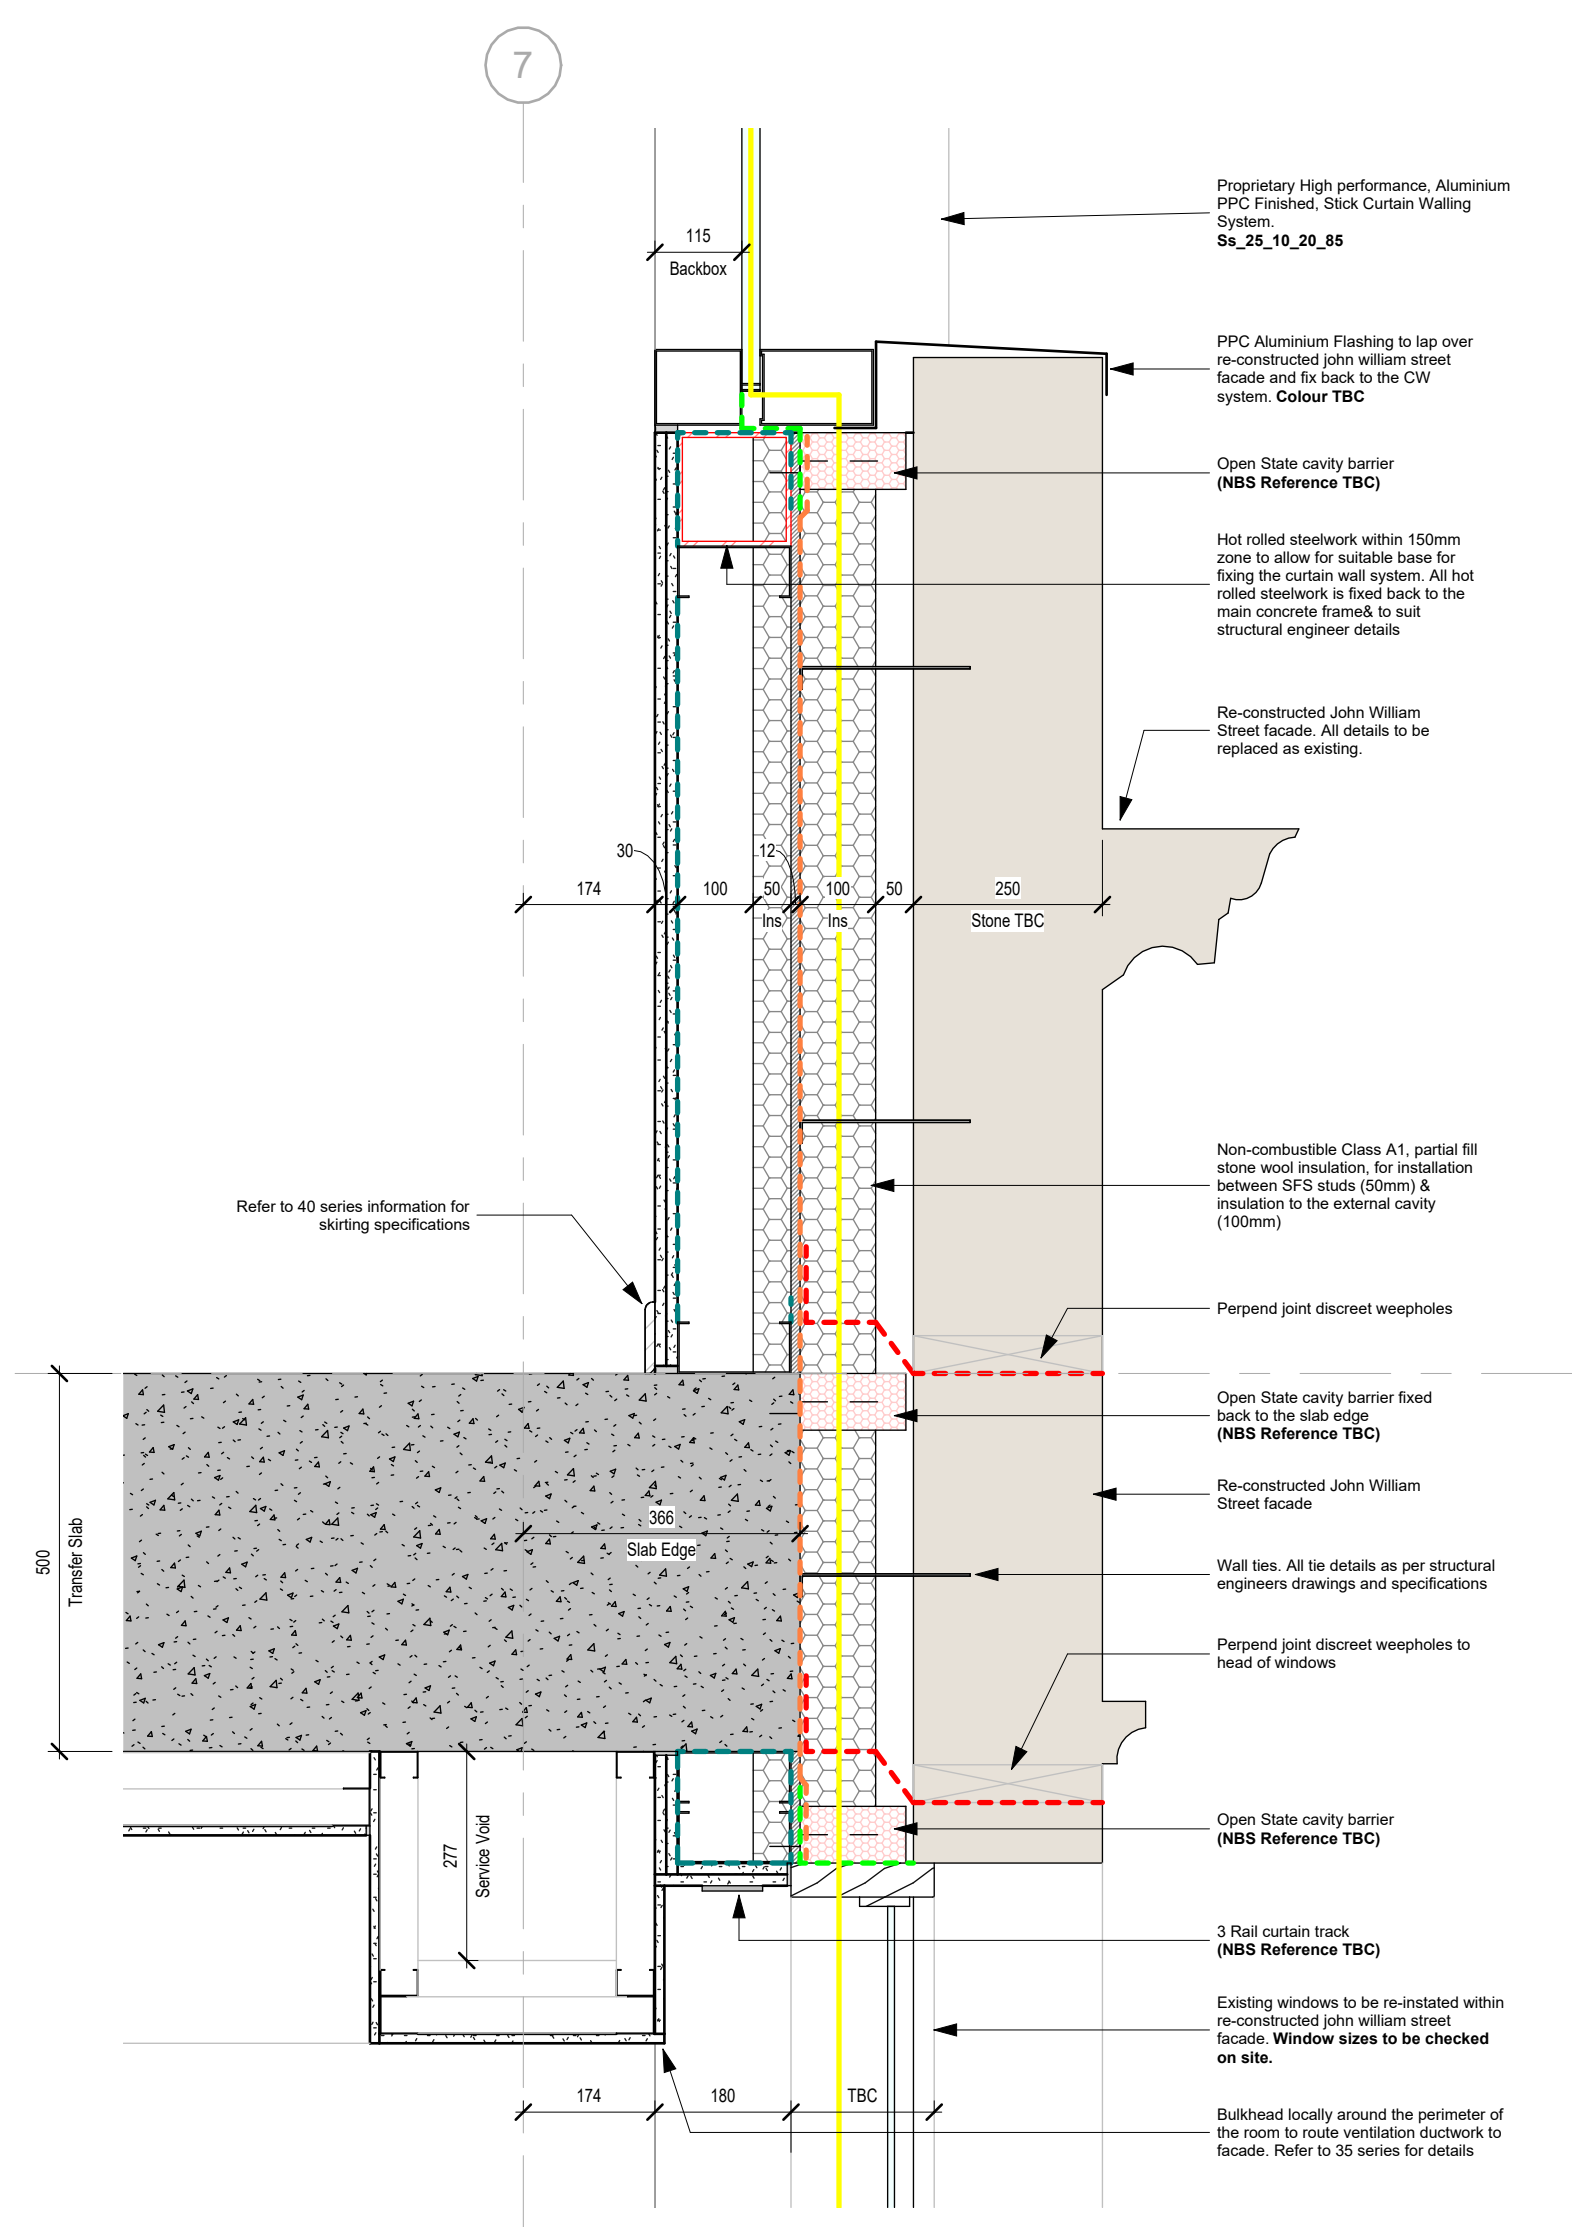 7
Proprietary High performance, Aluminium
PPC Finished, Stick Curtain Walling
System.
Ss_25_10_20_85
115
Backbox
PPC Aluminium Flashing to lap over
re-constructed john william street
facade and fix back to the CW
system. Colour TBC
Open State cavity barrier
(NBS Reference TBC)
Hot rolled steelwork within 150mm
zone to allow for suitable base for
fixing the curtain wall system. All hot
rolled steelwork is fixed back to the
main concrete frame& to suit
structural engineer details
Re-constructed John William
Street facade. All details to be
replaced as existing.
30
12
174
100
50
100
50
250
Ins
Ins
Stone TBC
Non-combustible Class A1, partial fill
stone wool insulation, for installation
between SFS studs (50mm) &
insulation to the external cavity
(100mm)
Refer to 40 series information for
skirting specifications
Perpend joint discreet weepholes
Open State cavity barrier fixed
back to the slab edge
(NBS Reference TBC)
Re-constructed John William
Street facade
366
Slab Edge
500
Transfer Slab
Wall ties. All tie details as per structural
engineers drawings and specifications
Perpend joint discreet weepholes to
head of windows
277
Service Void
Open State cavity barrier
(NBS Reference TBC)
3 Rail curtain track
(NBS Reference TBC)
Existing windows to be re-instated within
re-constructed john william street
facade. Window sizes to be checked
on site.
174
180
TBC
Bulkhead locally around the perimeter of
the room to route ventilation ductwork to
facade. Refer to 35 series for details